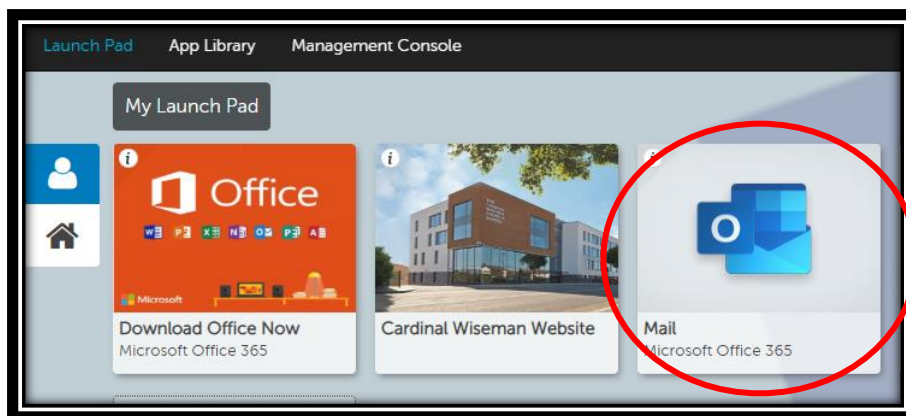 Launch Pad App Library Management Console
My Launch Pad
i
Office
i
i
O
Microsoft
Download Office Now
Microsoft Office 365
Cardinal Wiseman Website
Mail
Microsoft Office 365